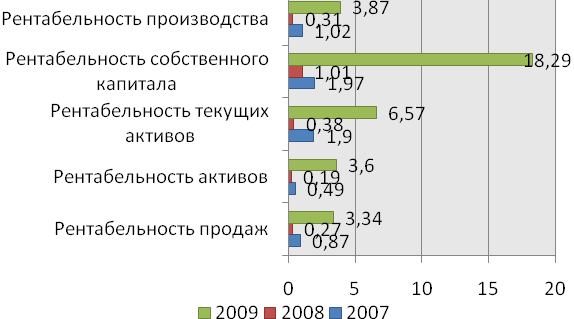 Рентабельность производства
3,87
0,31
1,02
Рентабельность собственного
капитала
18,29
1,01
1,97
Рентабельность текущих
активов
6,57
0,38
1,9
Рентабельность активов
3,6
0,19
0,49
Рентабельность продаж
3,34
0,27
0,87
0 5 10 15 20
2009 2008 2007